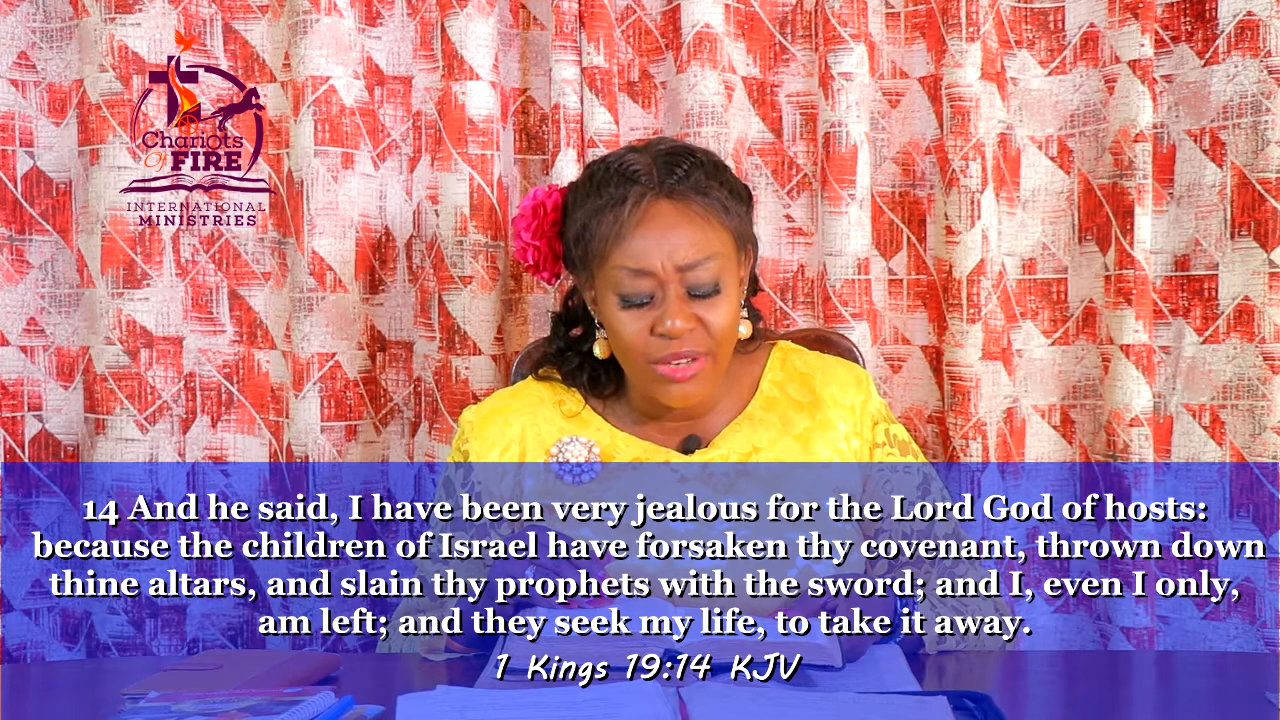 Chariots
Of FIRE
INTERNATIONAL
MINISTRIES
14 And he said, I have been very jealous for the Lord God of hosts:
because the children of Israel have forsaken thy covenant, thrown down
thine altars, and slain thy prophets with the sword; and I, even I only,
am left; and they seek my life, to take it away.
1 Kings 19:14 KJV